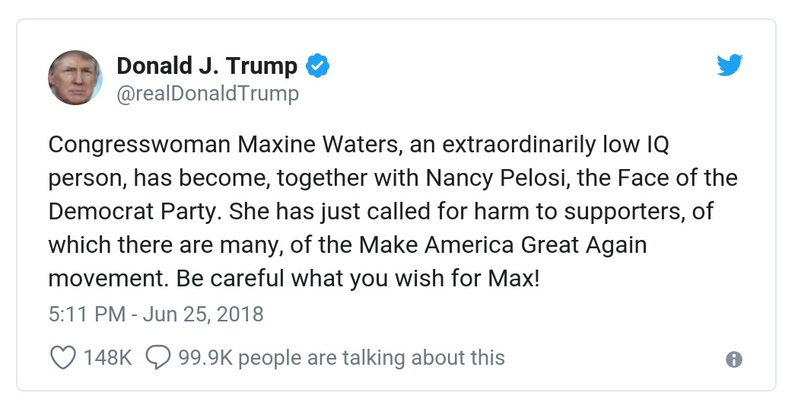 Donald J. Trump
@realDonaldTrump
Congresswoman Maxine Waters, an extraordinarily low IQ
person, has become, together with Nancy Pelosi, the Face of the
Democrat Party. She has just called for harm to supporters, of
which there are many, of the Make America Great Again
movement. Be careful what you wish for Max!
5:11 PM - Jun 25, 2018
148K 99.9K people are talking about this